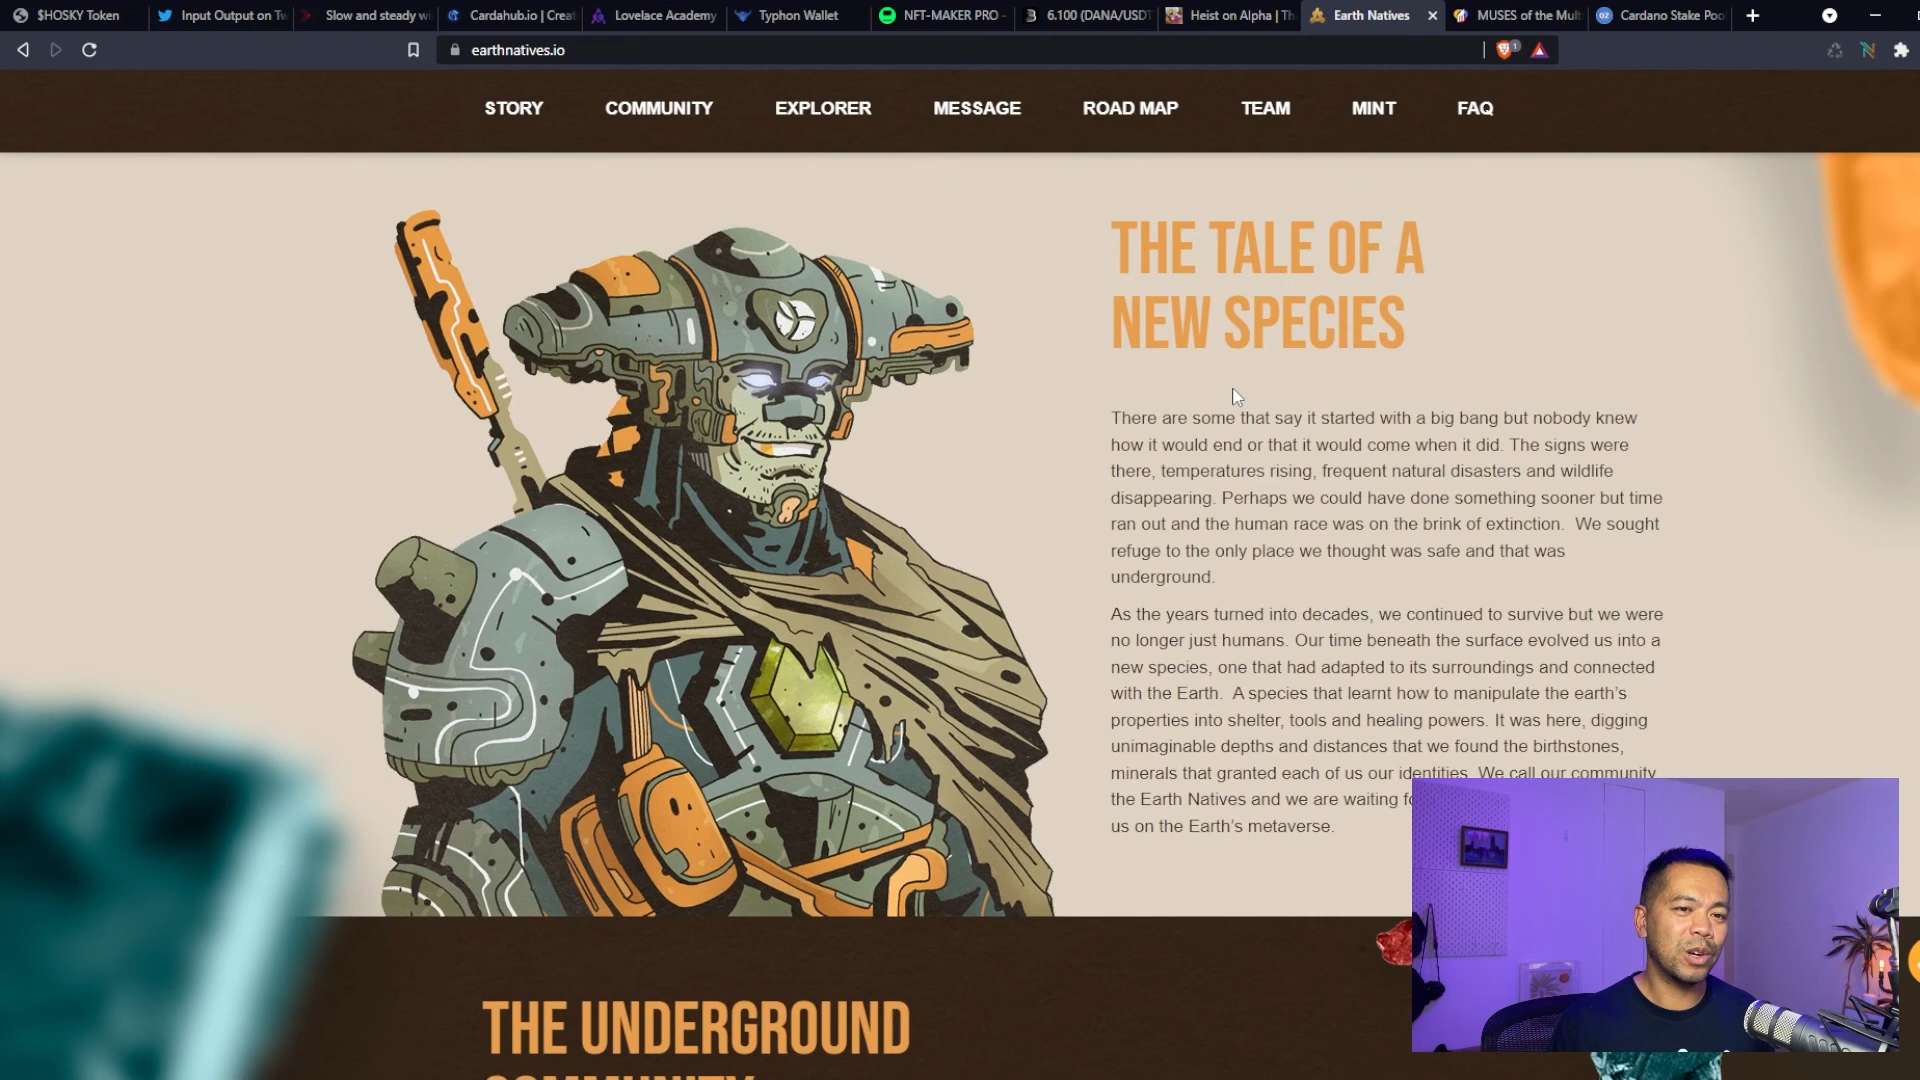 $HOSKY Token
Input Output on Tw
Slow and steady wi
Cardahub.io | Creat
Lovelace Academy
Typhon Wallet
NFT-MAKER PRO -
6.100 (DANA/USDT
Heist on Alpha | Th
Earth Natives
MUSES of the Mult
Cardano Stake Poo
earthnatives.io
STORY
COMMUNITY
EXPLORER
MESSAGE
ROAD MAP
TEAM
MINT
FAQ
THE TALE OF A
NEW SPECIES
There are some that say it started with a big bang but nobody knew
how it would end or that it would come when it did. The signs were
there, temperatures rising, frequent natural disasters and wildlife
disappearing. Perhaps we could have done something sooner but time
ran out and the human race was on the brink of extinction. We sought
refuge to the only place we thought was safe and that was
underground.
As the years turned into decades, we continued to survive but we were
no longer just humans. Our time beneath the surface evolved us into a
new species, one that had adapted to its surroundings and connected
with the Earth. A species that learnt how to manipulate the earth's
properties into shelter, tools and healing powers. It was here, digging
unimaginable depths and distances that we found the birthstones,
minerals that granted each of us our identities. We call our community
the Earth Natives and we are waiting
us on the Earth's metaverse.
THE UNDERGROUND
COMMUNITY